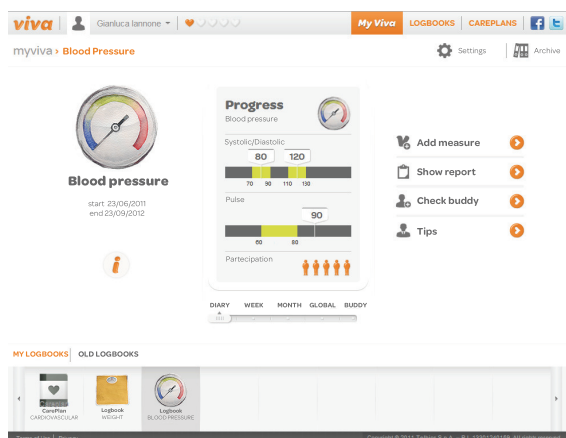 viva
Gianluca Iannone
My Viva
LOGBOOKS
CAREPLANS
myviva › Blood Pressure
Settings
Archive
Blood pressure
start 23/06/2011
end 23/09/2012
i
Progress
Blood pressure
Systolic/Diastolic
80 120
70 90 110 130
Pulse
90
60 80
Partecipation
DIARY WEEK MONTH GLOBAL BUDDY
Add measure
Show report
Check buddy
Tips
MY LOGBOOKS
OLD LOGBOOKS
CarePlan
CARDIOVASCULAR
Logbook
WEIGHT
Logbook
BLOOD PRESSURE